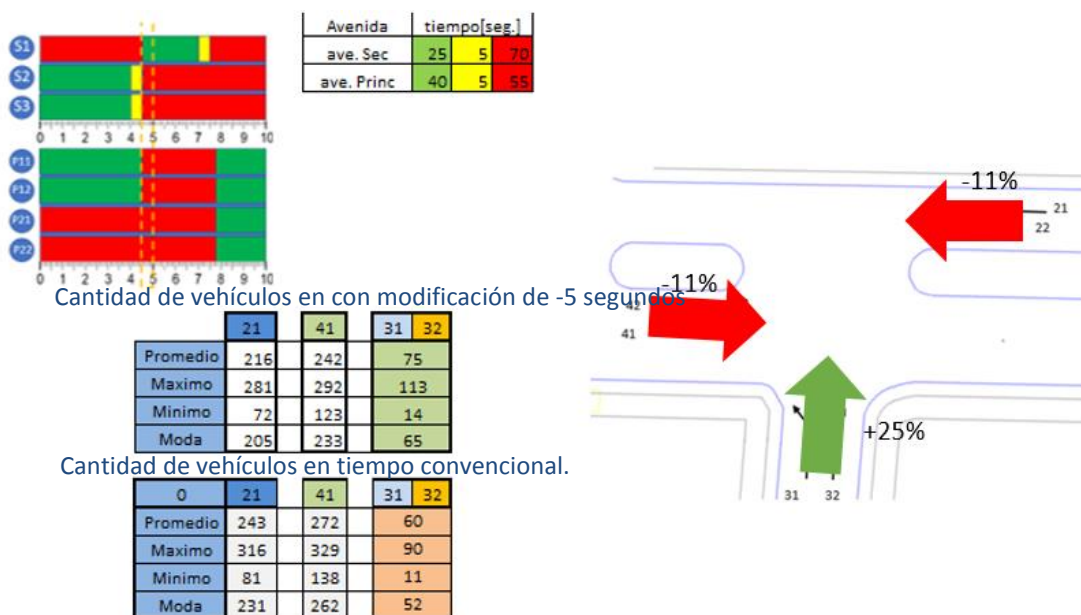 Avenida tiempo[seg.]
ave. Sec 25 5 70
ave. Princ 40 5 55
S1
S2
S3
0 1 2 3 4 5 6 7 8 9 10
P11
P12
P21
P22
0 1 2 3 4 5 6 7 8 9 10
Cantidad de vehículos en con modificación de -5 segundos
21 41 31 32
Promedio 216 242 75
Maximo 281 292 113
Minimo 72 123 14
Moda 205 233 65
Cantidad de vehículos en tiempo convencional.
0 21 41 31 32
Promedio 243 272 60
Maximo 316 329 90
Minimo 81 138 11
Moda 231 262 52
-11%
21
22
-11%
42
41
+25%
31 32